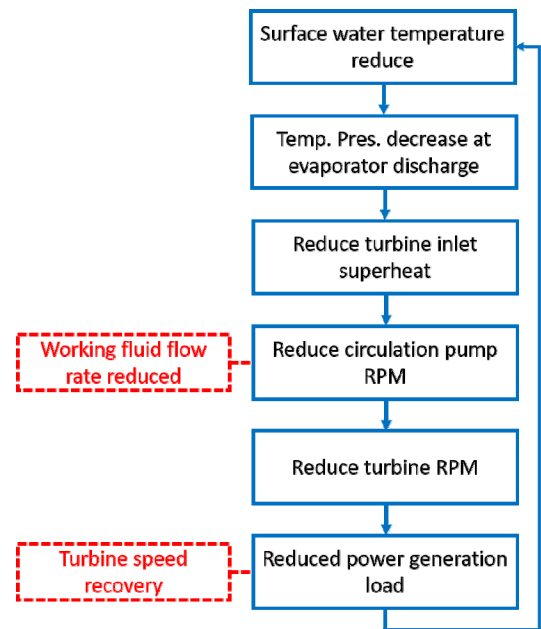 Surface water temperature
reduce
Temp. Pres. decrease at
evaporator discharge
Reduce turbine inlet
superheat
Working fluid flow
rate reduced
Reduce circulation pump
RPM
Reduce turbine RPM
Turbine speed
recovery
Reduced power generation
load